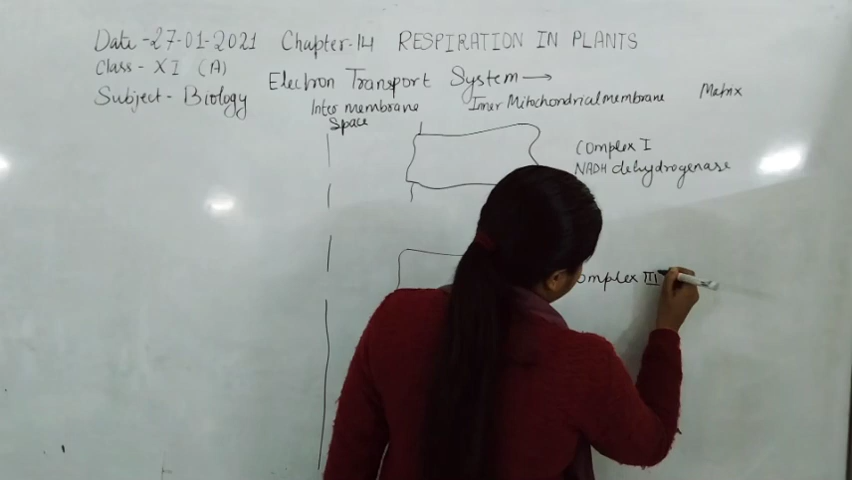 Date -27-01-2021 Chapter-14 RESPIRATION IN PLANTS
Class - XI (A)
Subject - Biology
Electron Transport System →
Inter membrane Space
Inner Mitochondrial membrane
Matrix
Complex I
NADH dehydrogenase
omplex III